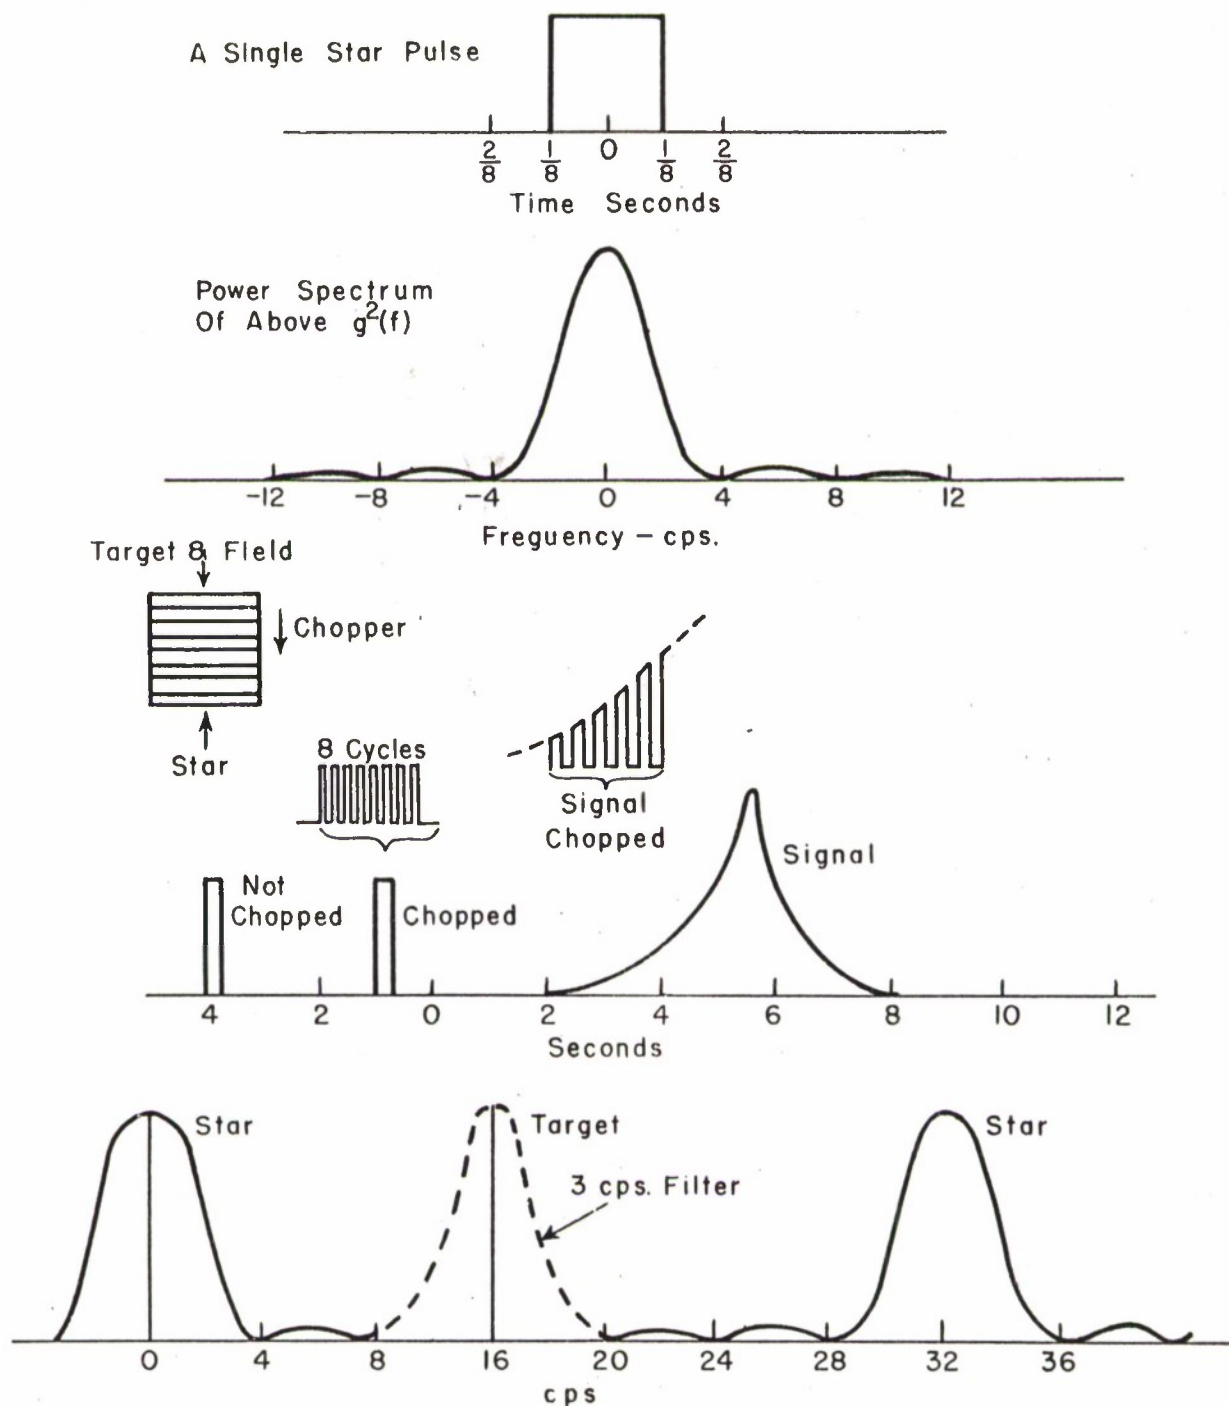 A Single Star Pulse
2/8 1/8 0 1/8 2/8
Time Seconds
Power Spectrum
Of Above g²(f)
-12 -8 -4 0 4 8 12
Freguency - cps.
Target & Field
Chopper
Star
8 Cycles
Signal
Chopped
Signal
Not
Chopped
Chopped
4 2 0 2 4 6 8 10 12
Seconds
Star
Target
Star
3 cps. Filter
0 4 8 16 20 24 28 32 36
cps